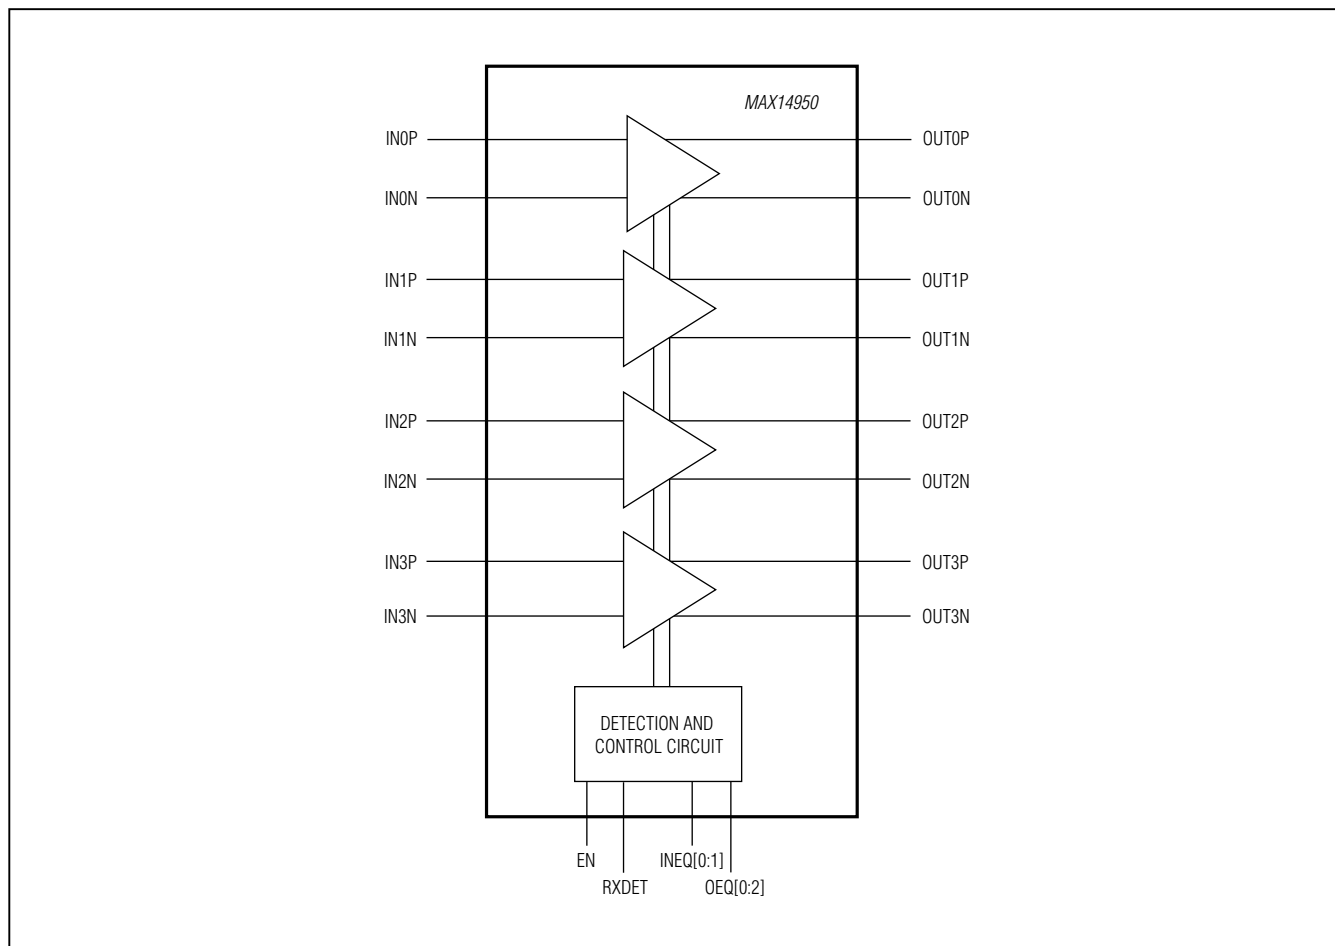 MAX14950
IN0P
OUT0P
IN0N
OUT0N
IN1P
OUT1P
IN1N
OUT1N
IN2P
OUT2P
IN2N
OUT2N
IN3P
OUT3P
IN3N
OUT3N
DETECTION AND
CONTROL CIRCUIT
EN
INEQ[0:1]
RXDET
OEQ[0:2]